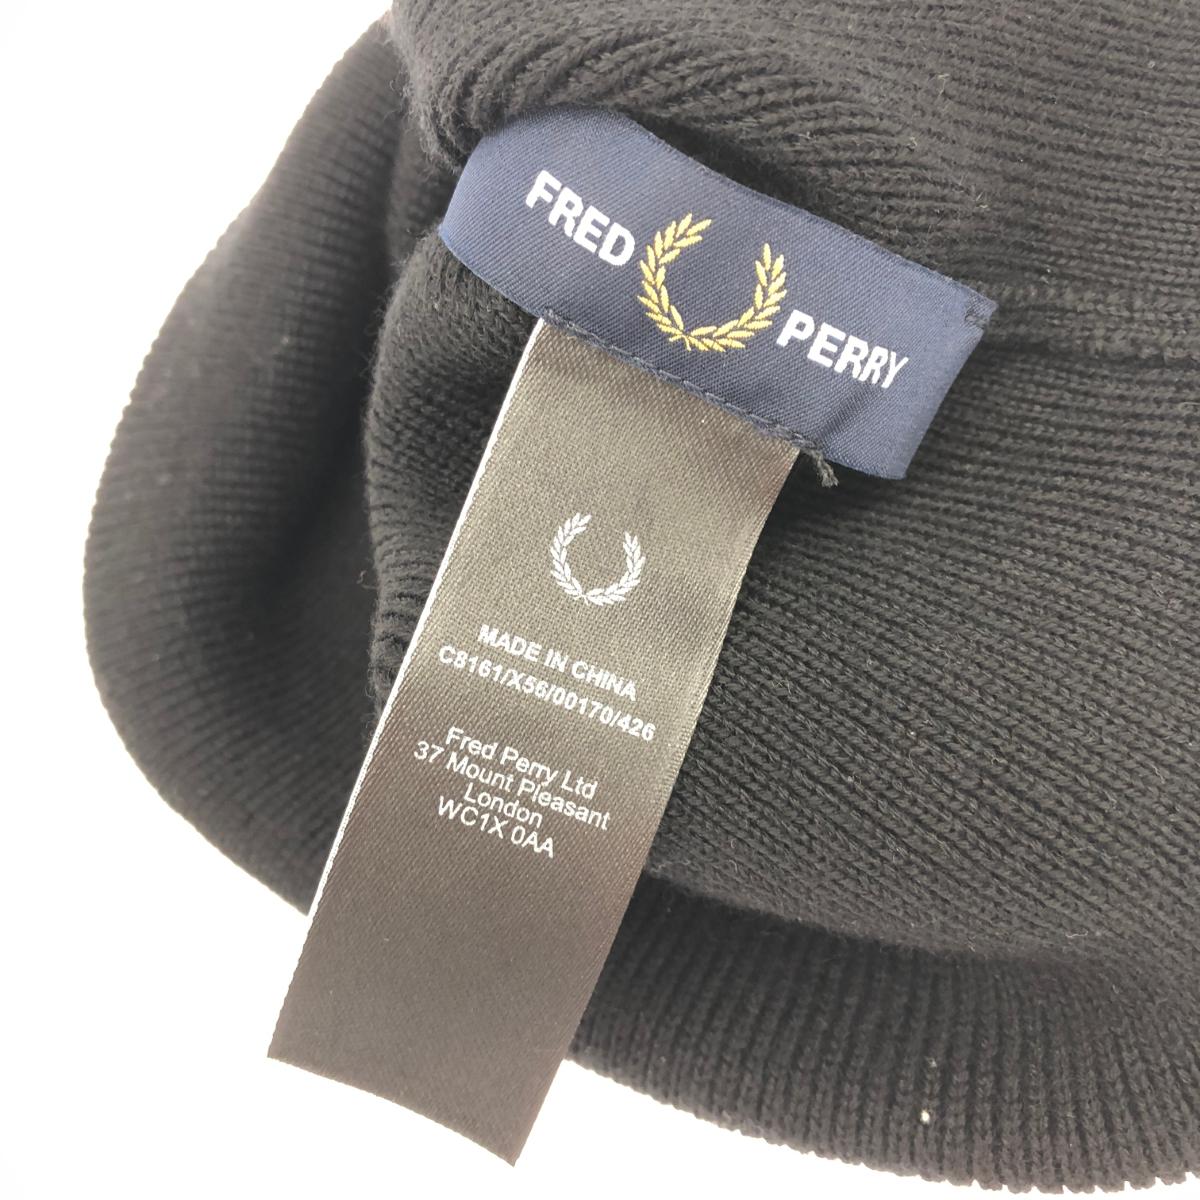 FRED PERRY
MADE IN CHINA
C8161/X56/00170/426
Fred Perry Ltd
37 Mount Pleasant
London
WC1X 0AA